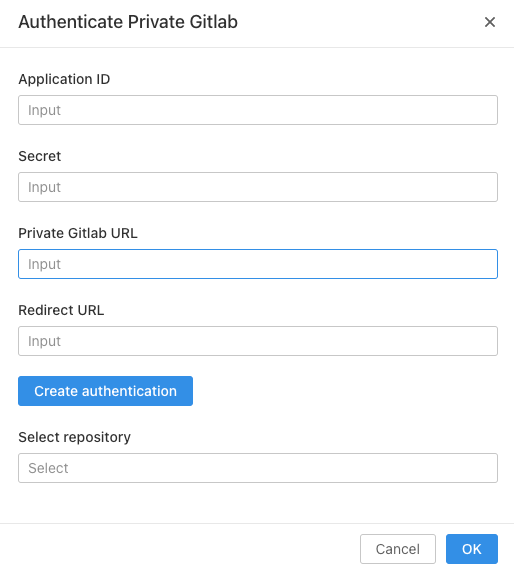 Authenticate Private Gitlab
Application ID
Input
Secret
Input
Private Gitlab URL
Input
Redirect URL
Input
Create authentication
Select repository
Select
Cancel
OK